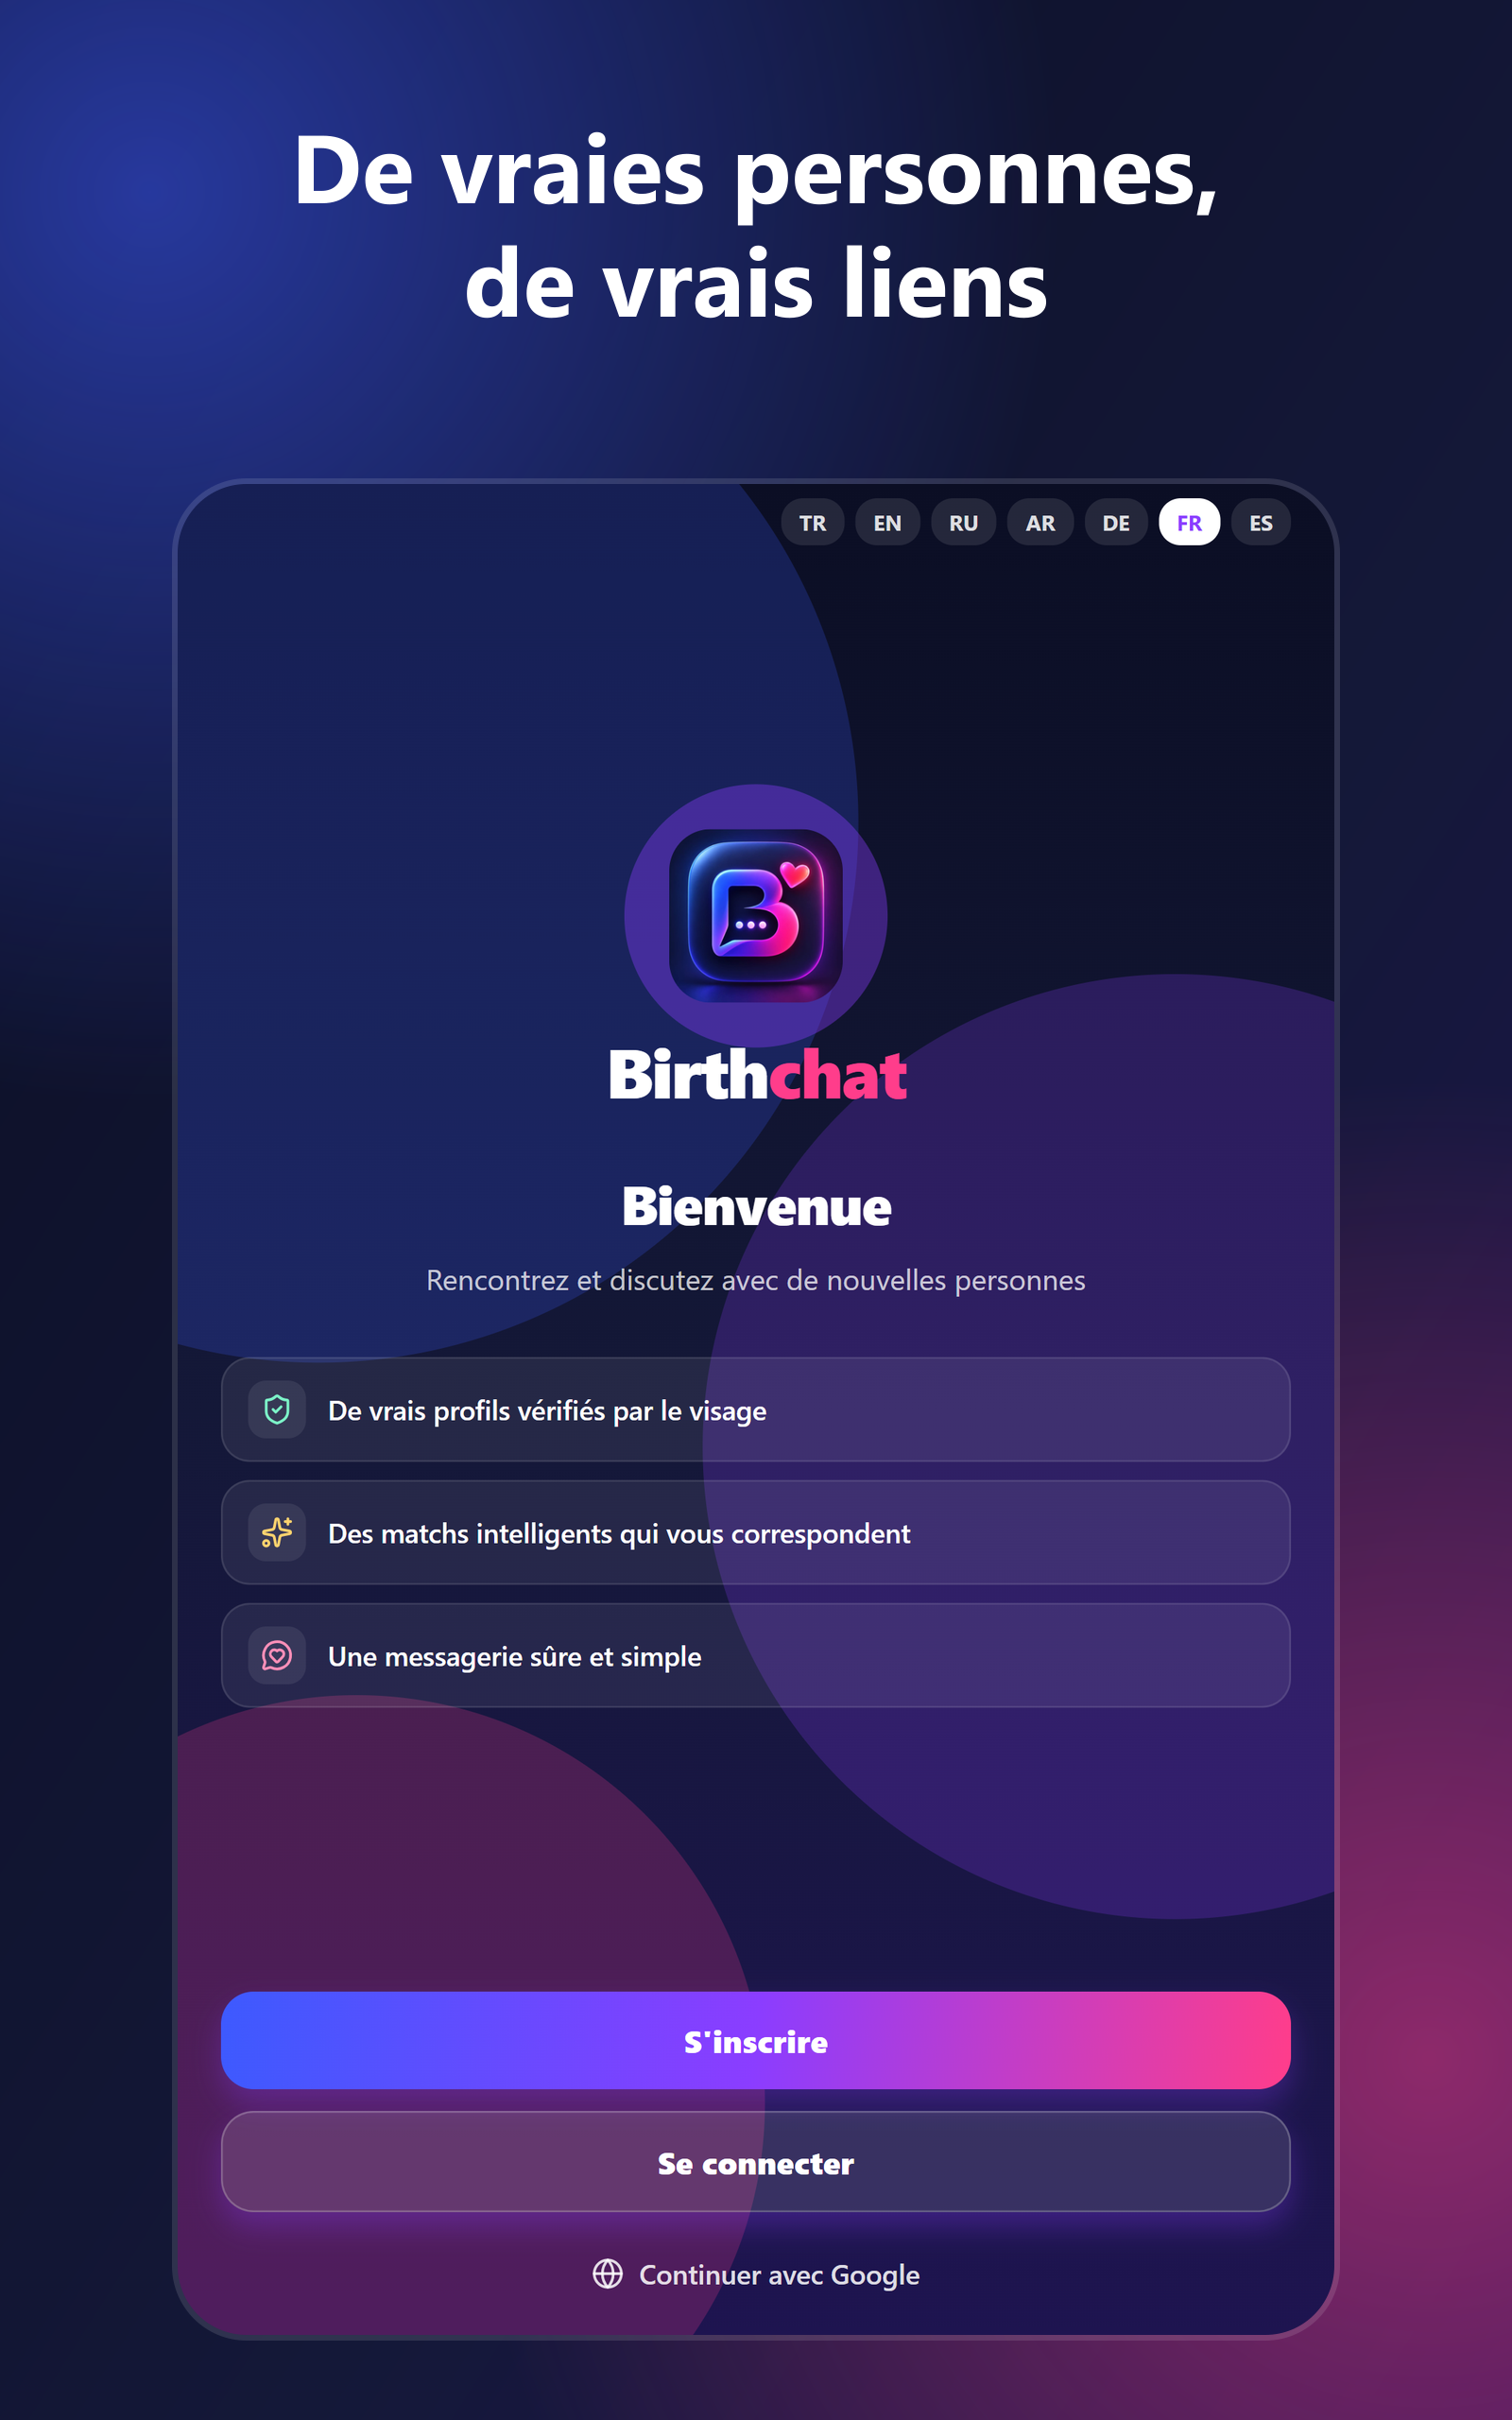 De vraies personnes,
de vrais liens
TR EN RU AR DE FR ES
Birthchat
Bienvenue
Rencontrez et discutez avec de nouvelles personnes
De vrais profils vérifiés par le visage
Des matchs intelligents qui vous correspondent
Une messagerie sûre et simple
S'inscrire
Se connecter
Continuer avec Google